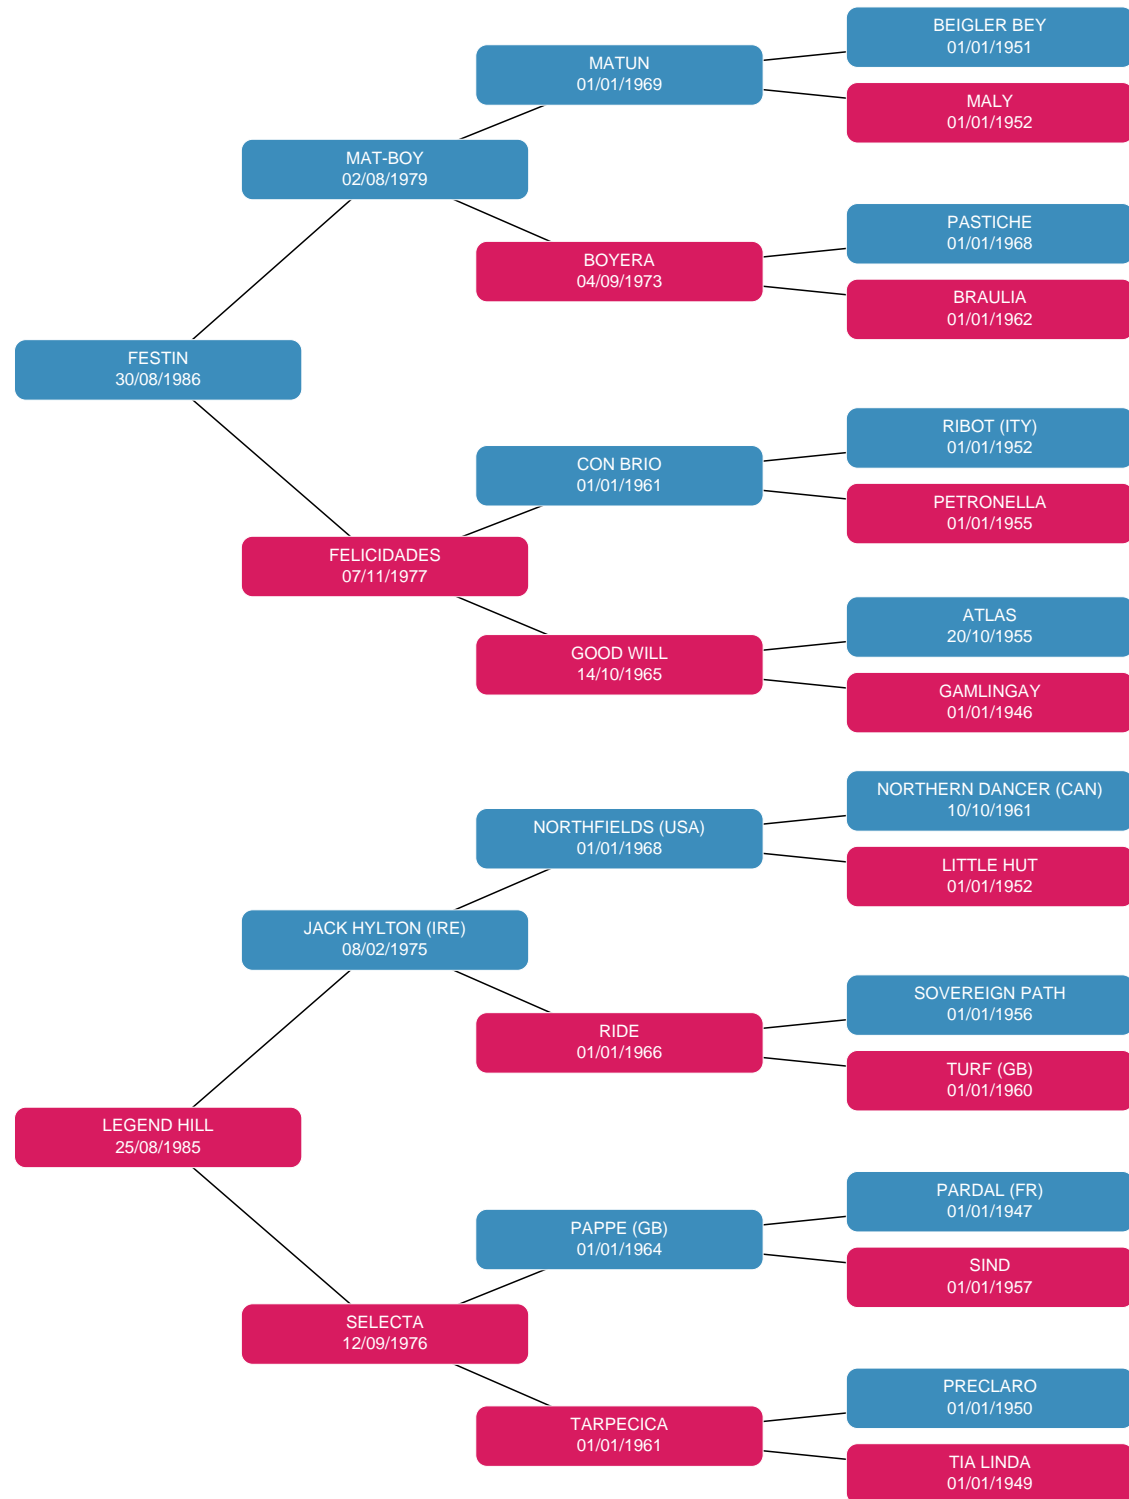 BEIGLER BEY
01/01/1951
MATUN
01/01/1969
MALY
01/01/1952
MAT-BOY
02/08/1979
PASTICHE
01/01/1968
BOYERA
04/09/1973
BRAULIA
01/01/1962
FESTIN
30/08/1986
RIBOT (ITY)
01/01/1952
CON BRIO
01/01/1961
PETRONELLA
01/01/1955
FELICIDADES
07/11/1977
ATLAS
20/10/1955
GOOD WILL
14/10/1965
GAMLINGAY
01/01/1946
NORTHERN DANCER (CAN)
10/10/1961
NORTHFIELDS (USA)
01/01/1968
LITTLE HUT
01/01/1952
JACK HYLTON (IRE)
08/02/1975
SOVEREIGN PATH
01/01/1956
RIDE
01/01/1966
TURF (GB)
01/01/1960
LEGEND HILL
25/08/1985
PARDAL (FR)
01/01/1947
PAPPE (GB)
01/01/1964
SIND
01/01/1957
SELECTA
12/09/1976
PRECLARO
01/01/1950
TARPECICA
01/01/1961
TIA LINDA
01/01/1949